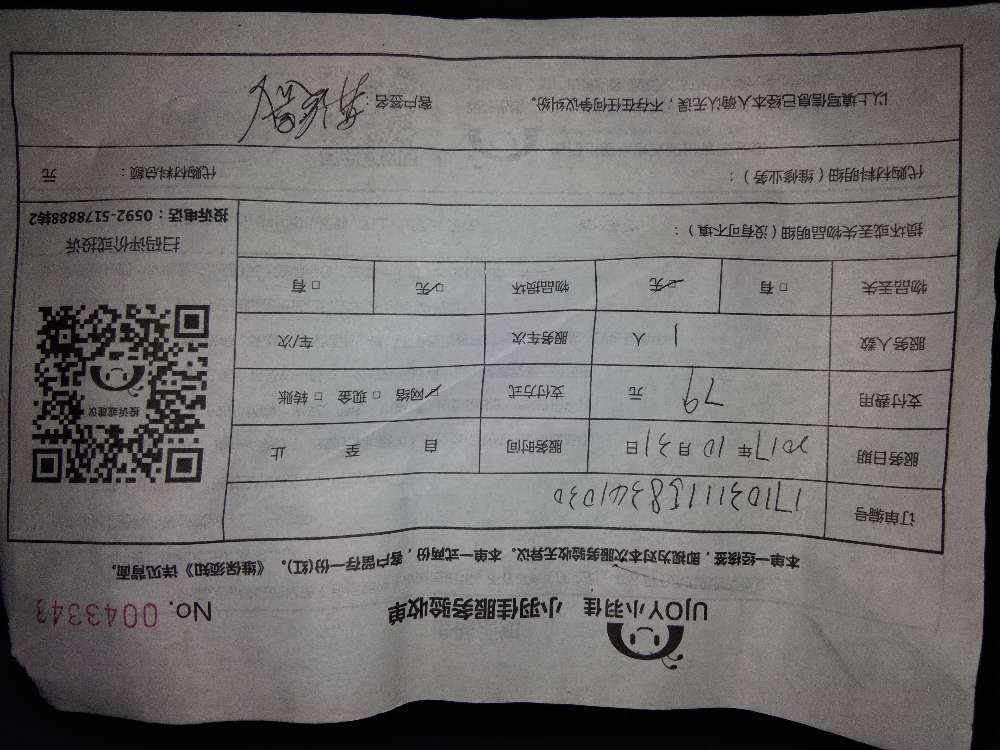 UJOY小羽佳 小羽佳服务验收单 No. 0043343
本单一经接签，即视为对本次服务验收无异议。本单一式两份，客户留存一份(红)。《维保须知》详见背面。
订单编号
服务日期 2017年10月31日 服务时间 自 至 止
支付费用 79 元 支付方式 ☑网络 □现金 □转账
服务人数 1 人 服务车次 车/次
物品丢失 □有 ☑无 物品损坏 ☑无 □有
损坏或丢失物品明细（没有可不填）：
投诉或建议
扫码评价或投诉
投诉电话：0592-5178888转2
代购材料明细（维修业务）： 代购材料总额： 元
以上填写信息已经本人确认无误，不存在任何争议纠纷。 客户签名：